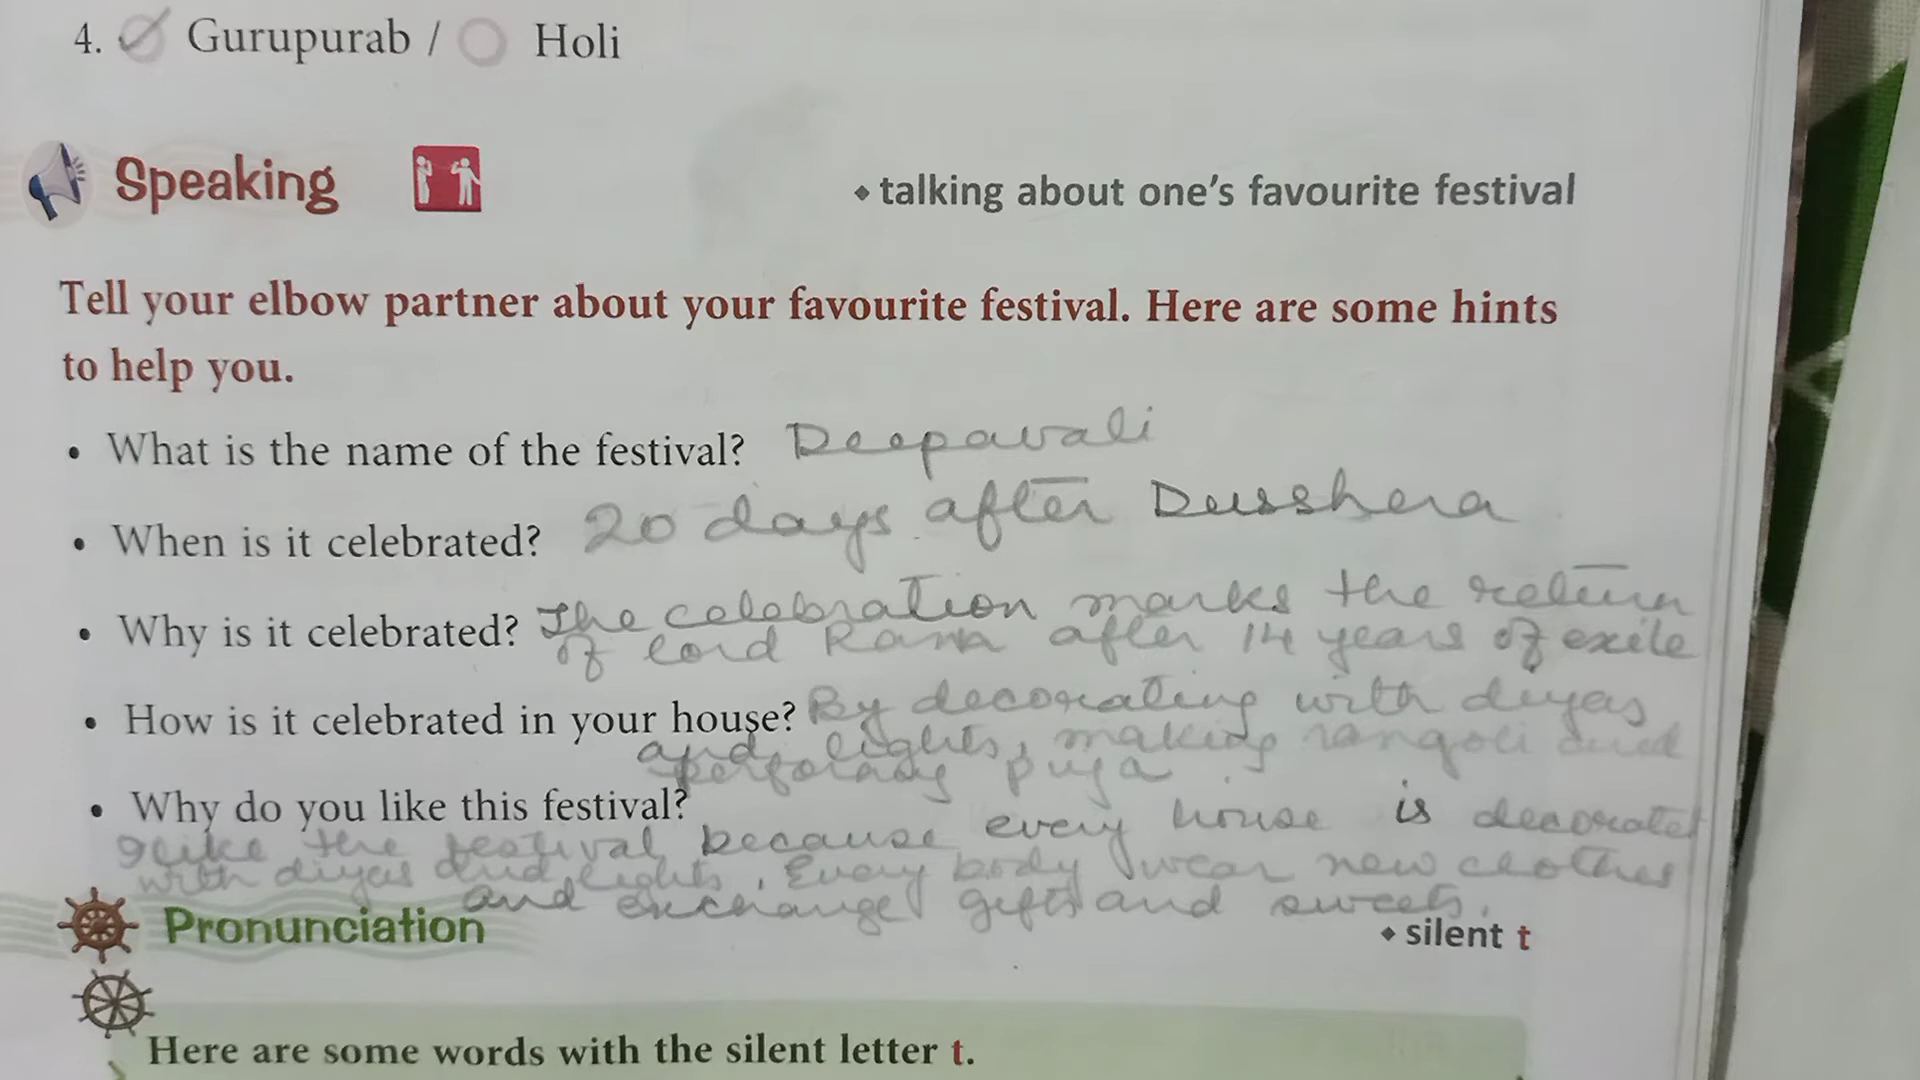 4. Gurupurab / Holi
Speaking
talking about one's favourite festival
Tell your elbow partner about your favourite festival. Here are some hints
to help you.
• What is the name of the festival? Deepavali
• When is it celebrated? 20 days after Dusshera
• Why is it celebrated? The celebration marks the return
of lord Ram after 14 years of exile
• How is it celebrated in your house? By decorating with diyas
and lights, making rangoli and
puja.
• Why do you like this festival?
I like the festival because every house is decorated
with diyas and lights. Every body wear new clothes
and exchange gifts and sweets.
Pronunciation
silent t
Here are some words with the silent letter t.